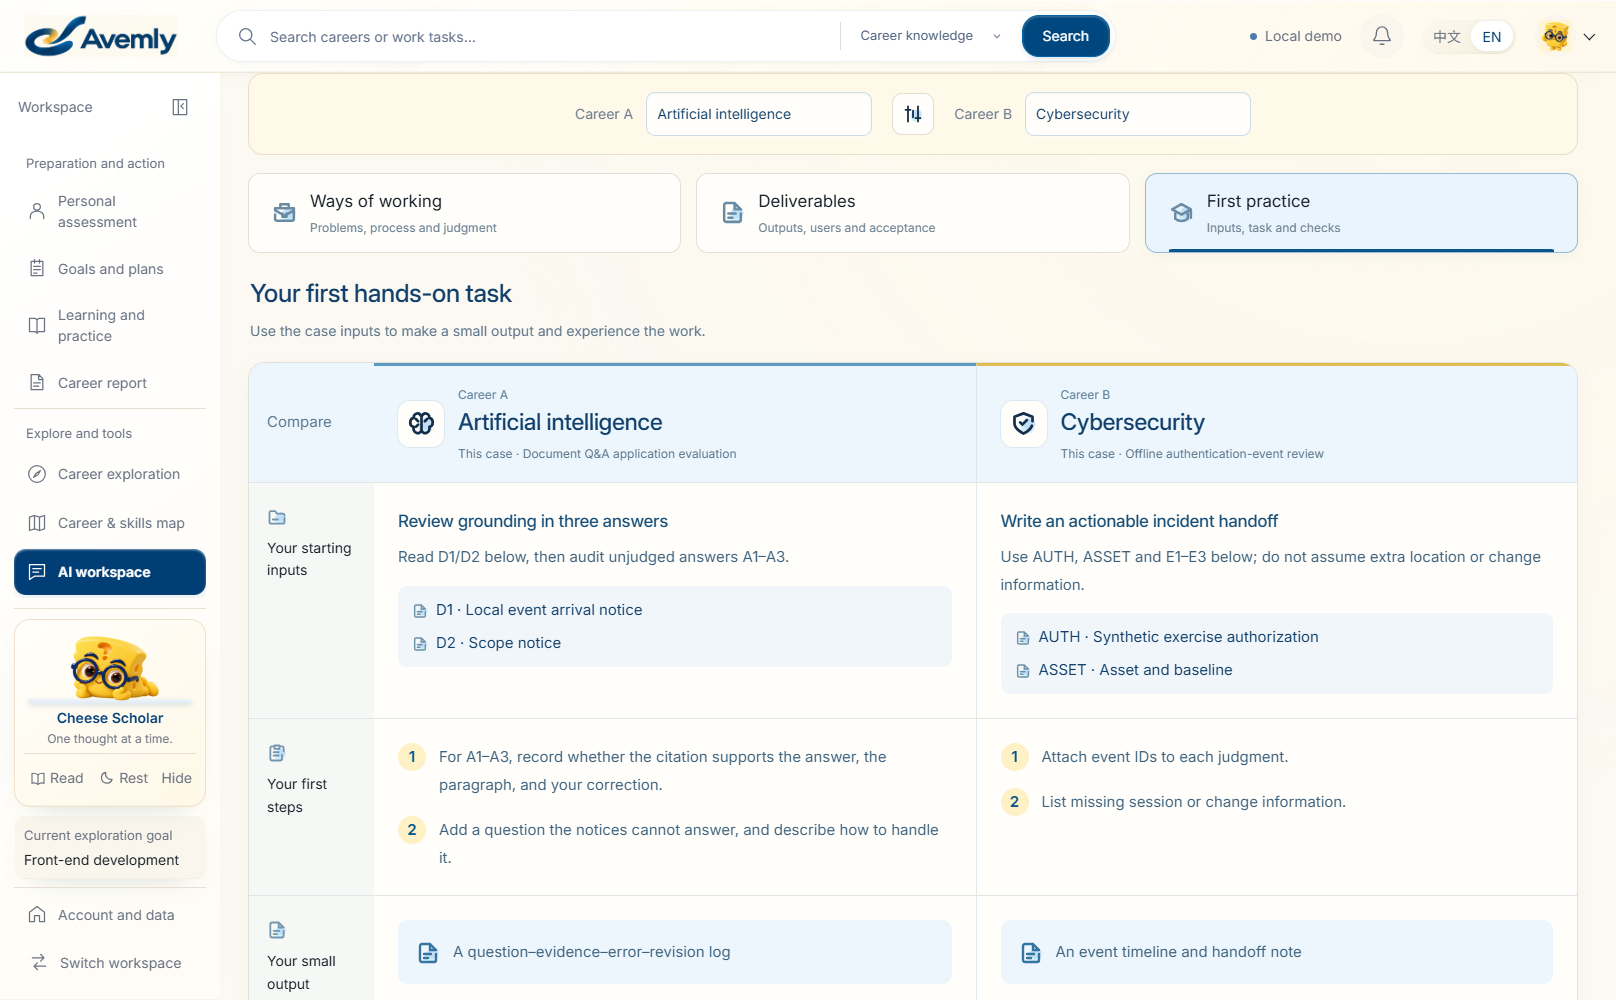 Avemly
Search careers or work tasks...
Career knowledge
Search
Local demo
中文
EN
Workspace
Preparation and action
Personal
assessment
Goals and plans
Learning and
practice
Career report
Explore and tools
Career exploration
Career & skills map
AI workspace
Cheese Scholar
One thought at a time.
Read
Rest
Hide
Current exploration goal
Front-end development
Account and data
Switch workspace
Career A
Artificial intelligence
Career B
Cybersecurity
Ways of working
Problems, process and judgment
Deliverables
Outputs, users and acceptance
First practice
Inputs, task and checks
Your first hands-on task
Use the case inputs to make a small output and experience the work.
Compare
Career A
Artificial intelligence
This case · Document Q&A application evaluation
Career B
Cybersecurity
This case · Offline authentication-event review
Your starting
inputs
Review grounding in three answers
Read D1/D2 below, then audit unjudged answers A1–A3.
D1 · Local event arrival notice
D2 · Scope notice
Write an actionable incident handoff
Use AUTH, ASSET and E1–E3 below; do not assume extra location or change
information.
AUTH · Synthetic exercise authorization
ASSET · Asset and baseline
Your first
steps
1 For A1–A3, record whether the citation supports the answer, the
paragraph, and your correction.
2 Add a question the notices cannot answer, and describe how to handle
it.
1 Attach event IDs to each judgment.
2 List missing session or change information.
Your small
output
A question–evidence–error–revision log
An event timeline and handoff note